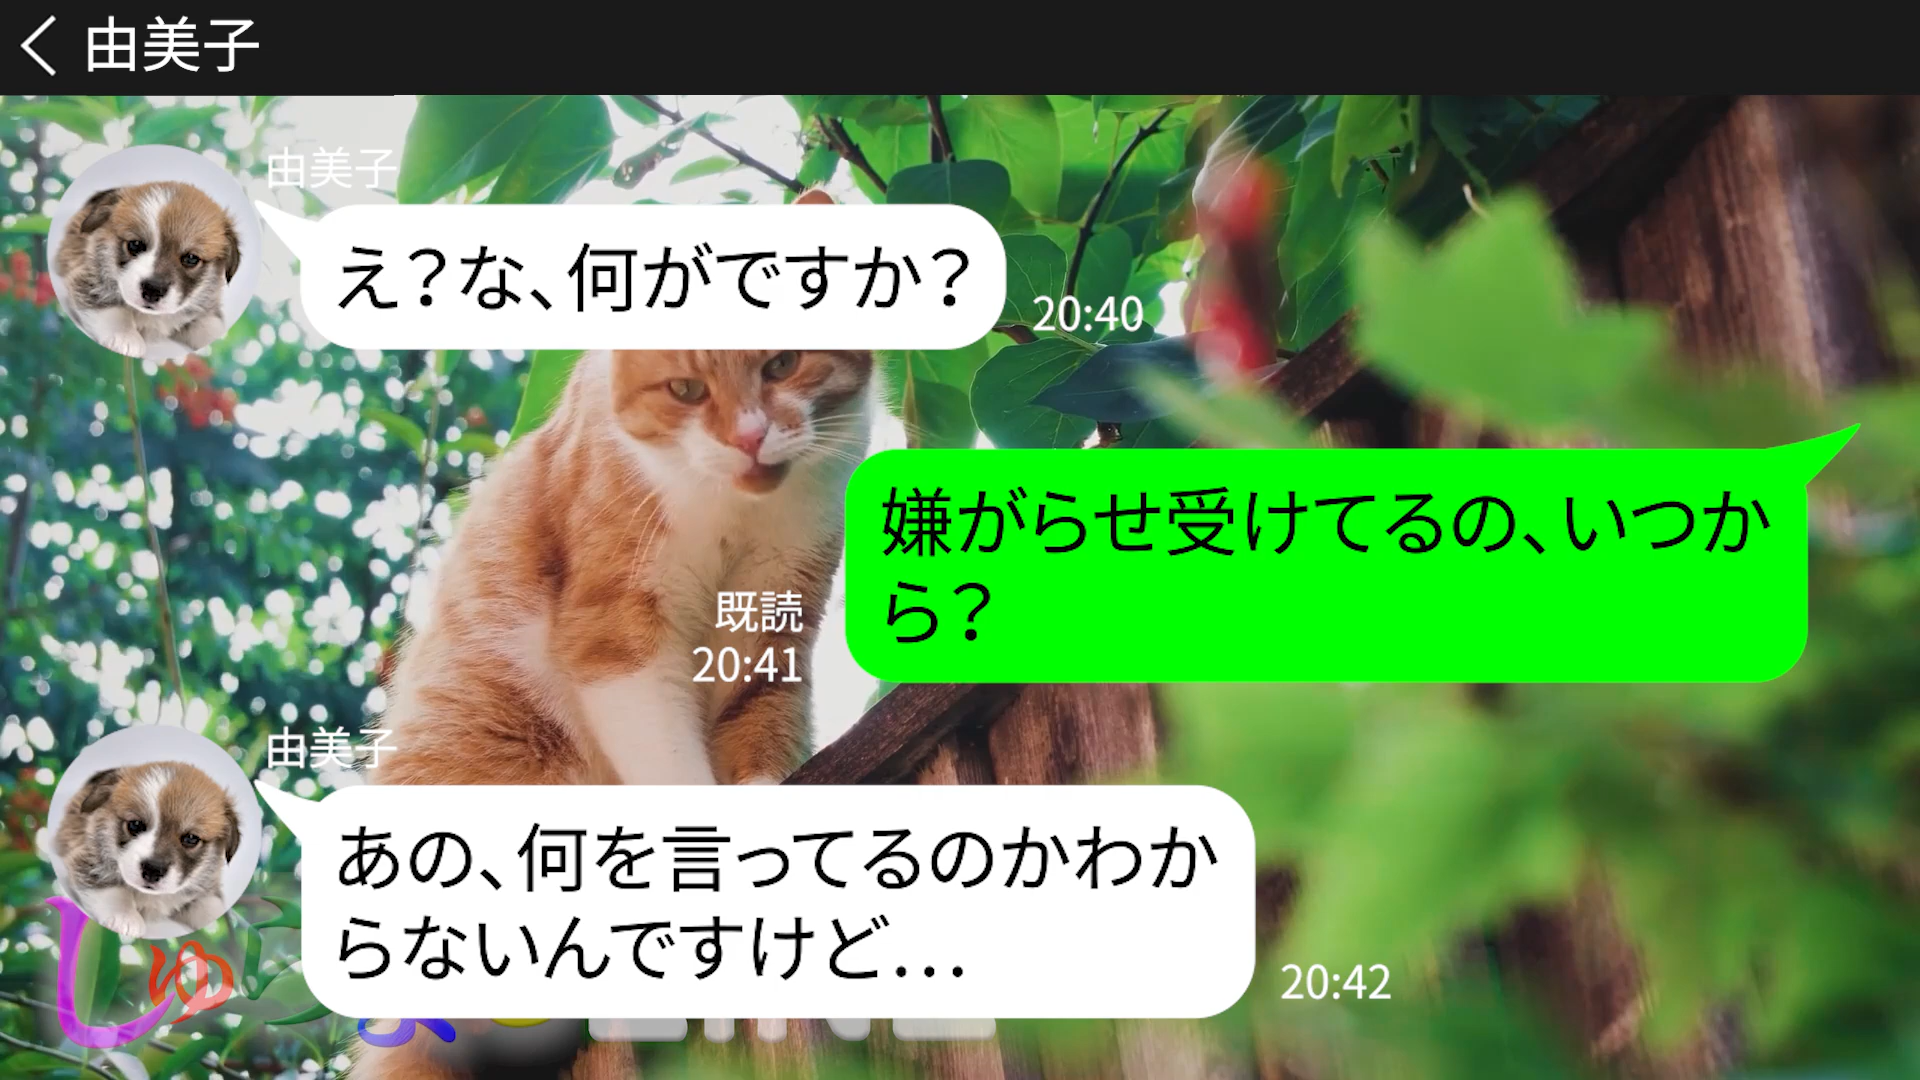 由美子
由美子
え？な、何がですか？
20:40
嫌がらせ受けてるの、いつか
ら？
既読
20:41
由美子
あの、何を言ってるのかわか
らないんですけど…
20:42
しゅ